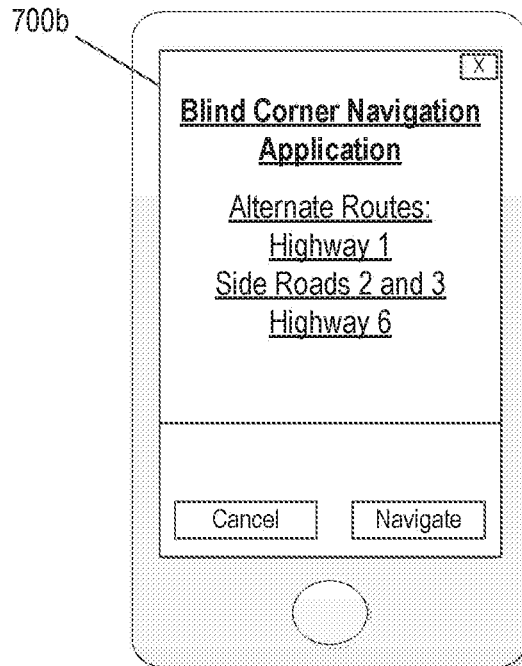 700b
X
Blind Corner Navigation
Application
Alternate Routes:
Highway 1
Side Roads 2 and 3
Highway 6
Cancel Navigate